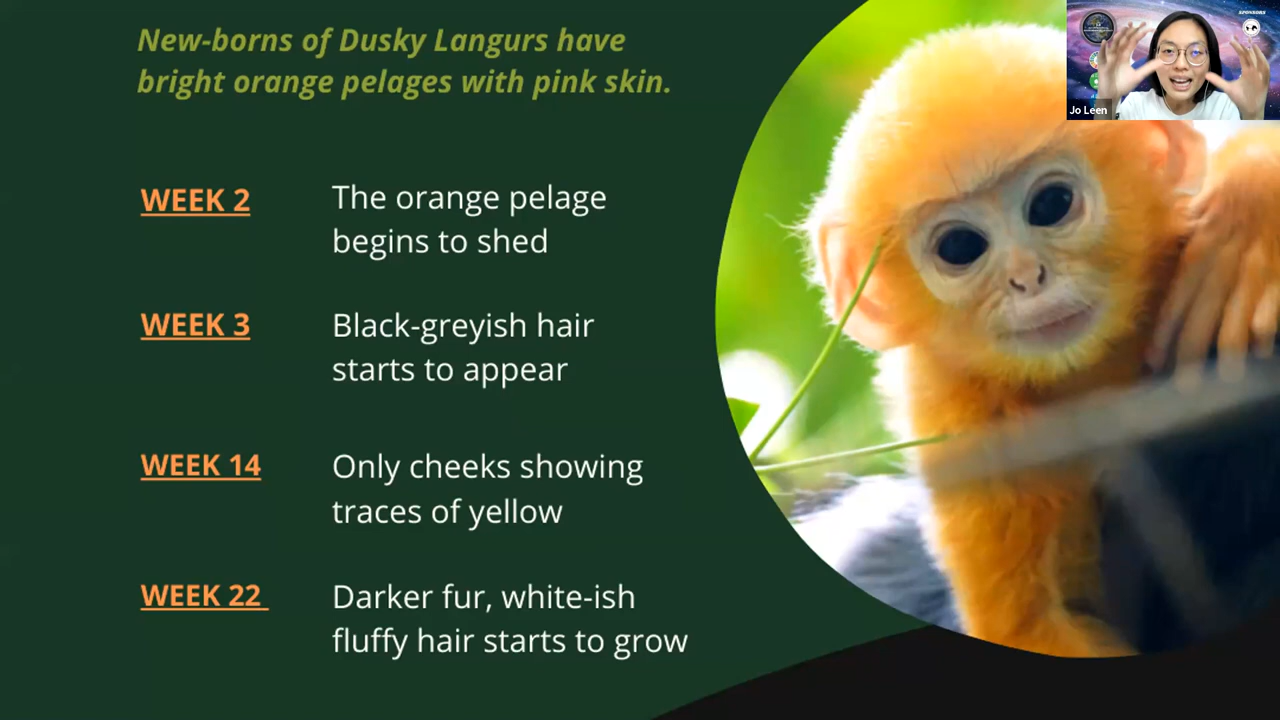 New-borns of Dusky Langurs have
bright orange pelages with pink skin.
WEEK 2
The orange pelage
begins to shed
WEEK 3
Black-greyish hair
starts to appear
WEEK 14
Only cheeks showing
traces of yellow
WEEK 22
Darker fur, white-ish
fluffy hair starts to grow
SPONSORS
Jo Leen